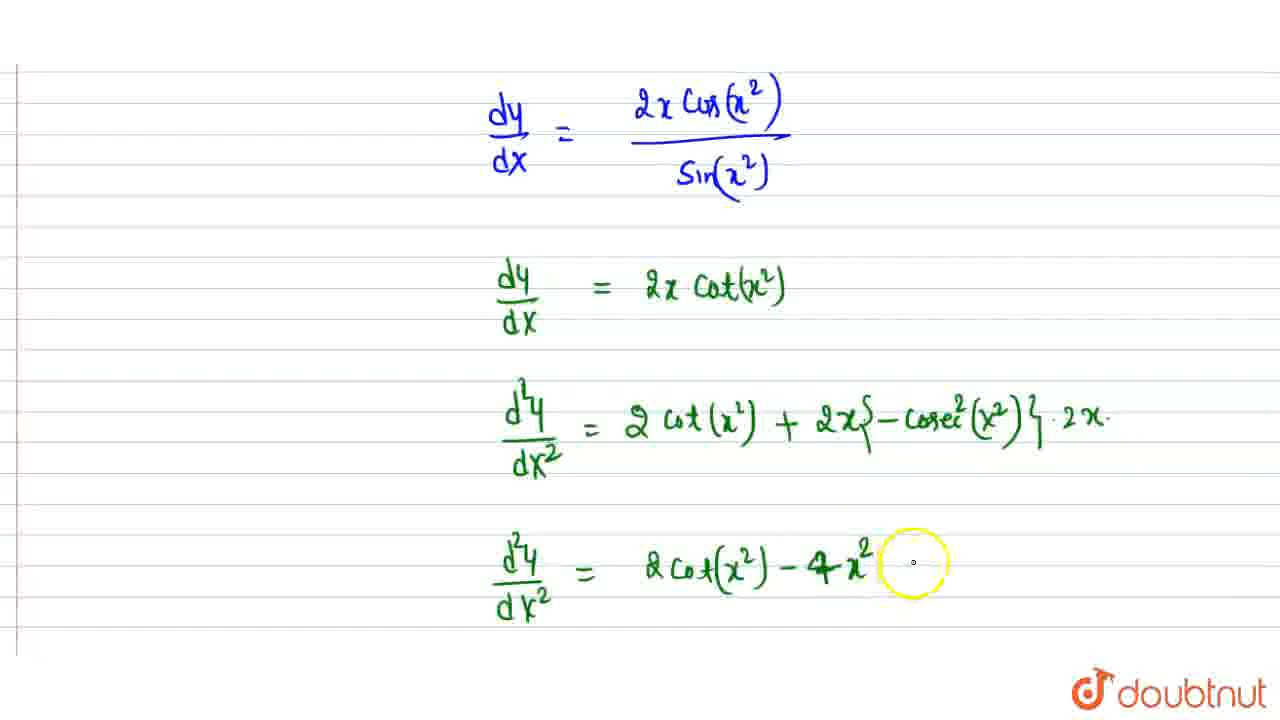 dy/dx = 2x Cos(x²) / Sin(x²)
dy/dx = 2x Cot(x²)
d²y/dx² = 2 cot(x²) + 2x{-cosec²(x²)}·2x.
d²y/dx² = 2cot(x²) - 4x²
doubtnut